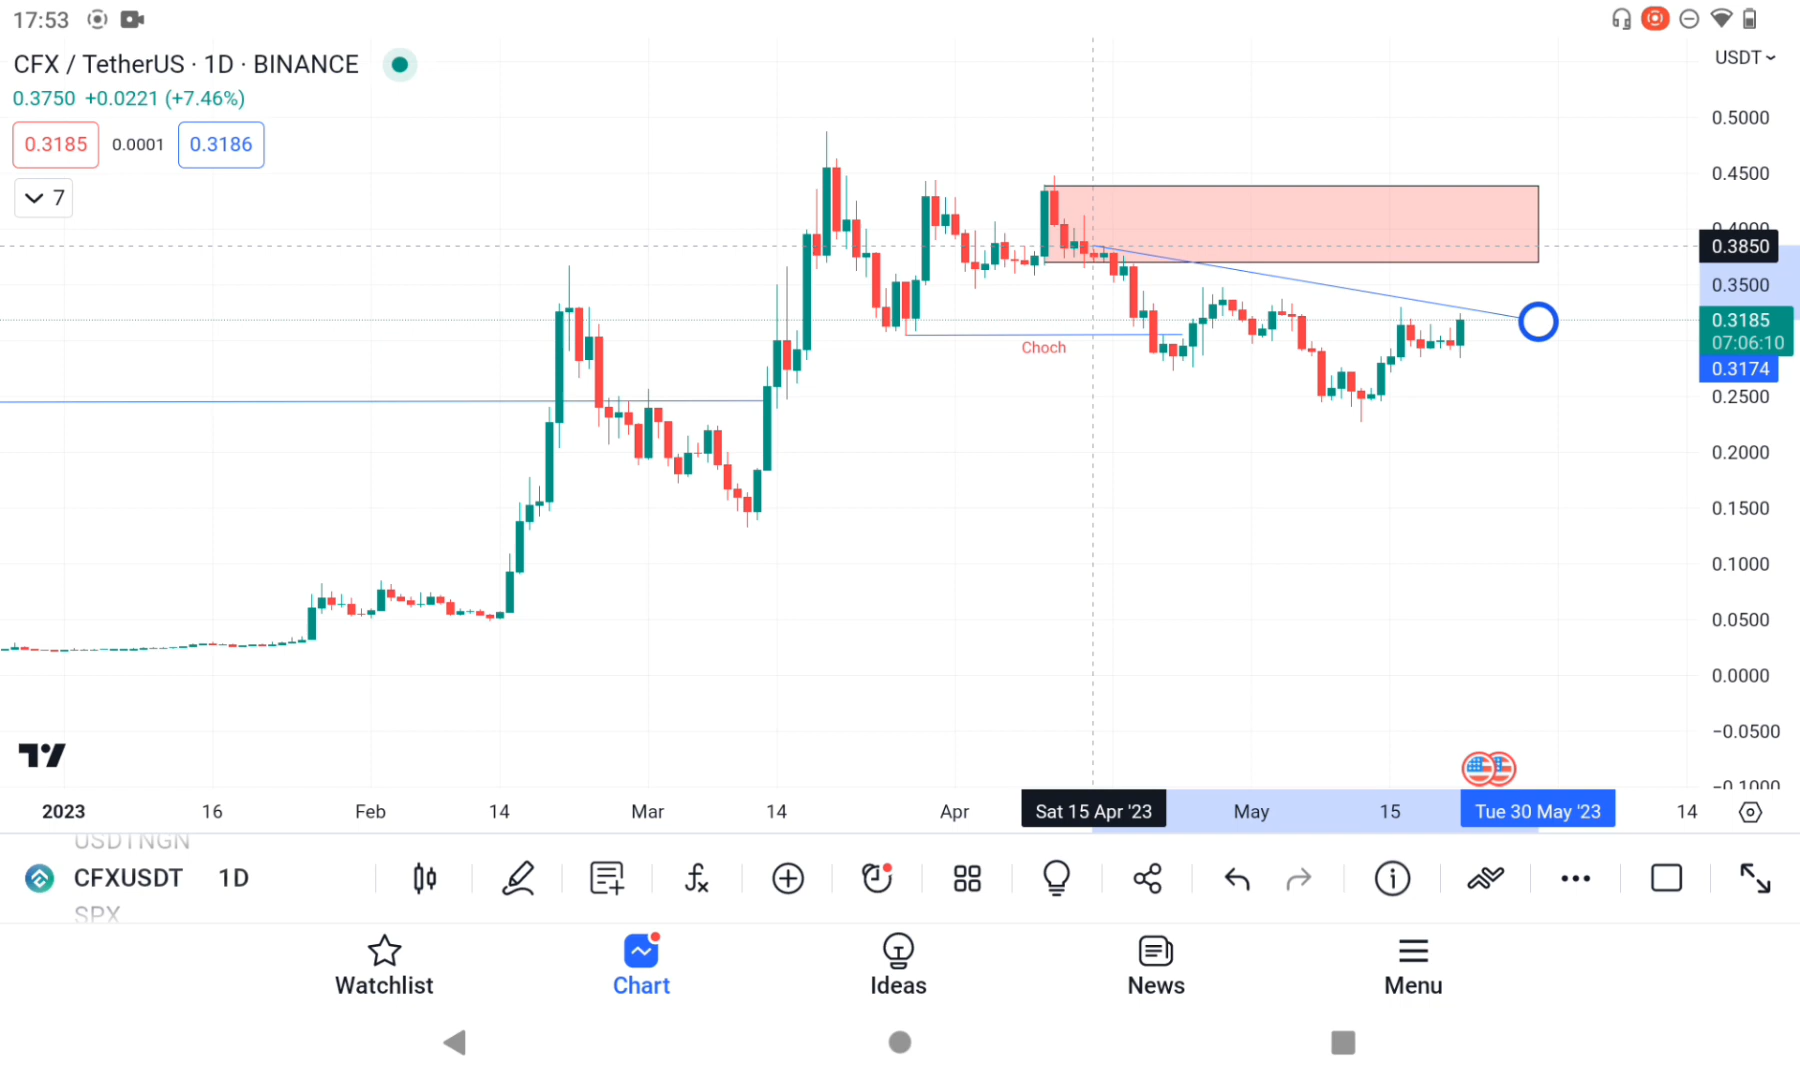 17:53
CFX / TetherUS · 1D · BINANCE
0.3750 +0.0221 (+7.46%)
0.3185 0.0001 0.3186
7
USDT
0.5000
0.4500
0.4000
0.3850
0.3500
0.3185
07:06:10
0.3174
0.2500
0.2000
0.1500
0.1000
0.0500
0.0000
−0.0500
−0.1000
Choch
2023 16 Feb 14 Mar 14 Apr Sat 15 Apr '23 May 15 Tue 30 May '23 14
USDTNGN
CFXUSDT 1D
SPX
Watchlist Chart Ideas News Menu